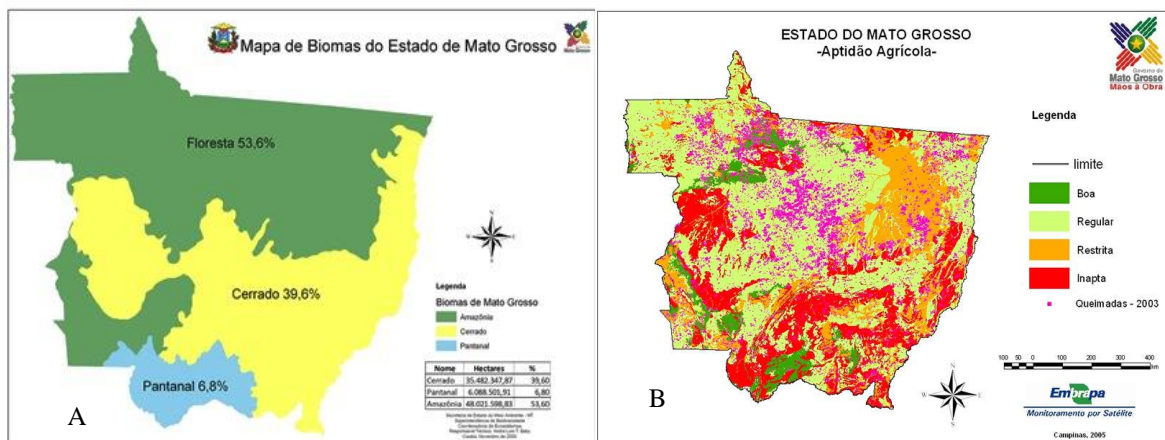 Mapa de Biomas do Estado de Mato Grosso
Floresta 53,6%
Cerrado 39,6%
Pantanal 6,8%
Legenda
Biomas de Mato Grosso
Amazônia
Cerrado
Pantanal
Nome Hectares %
Cerrado 35.482.347,87 39,60
Pantanal 6.088.501,91 6,80
Amazônia 48.021.598,83 53,60
A
ESTADO DO MATO GROSSO
-Aptidão Agrícola-
Governo de
Mato Grosso
Mãos à Obra
Legenda
limite
Boa
Regular
Restrita
Inapta
Queimadas - 2003
N
W E
S
100 50 0 100 200 300 400
km
Embrapa
Monitoramento por Satélite
Campinas, 2005
B